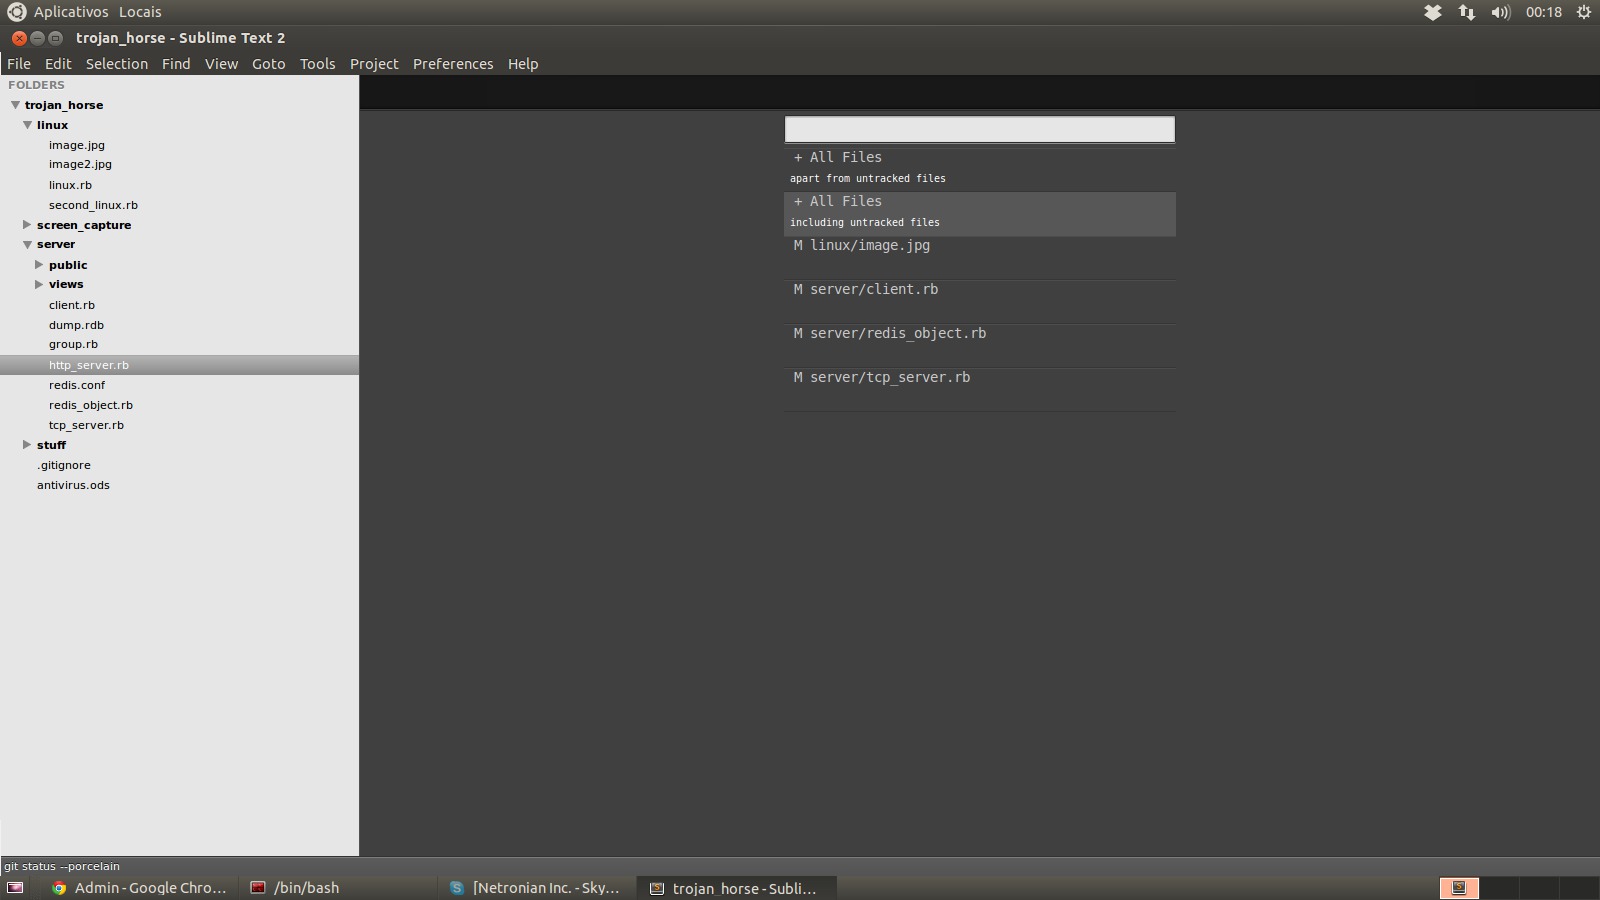 Aplicativos Locais
00:18
trojan_horse - Sublime Text 2
File Edit Selection Find View Goto Tools Project Preferences Help
FOLDERS
trojan_horse
linux
image.jpg
image2.jpg
linux.rb
second_linux.rb
screen_capture
server
public
views
client.rb
dump.rdb
group.rb
http_server.rb
redis.conf
redis_object.rb
tcp_server.rb
stuff
.gitignore
antivirus.ods
+ All Files
apart from untracked files
+ All Files
including untracked files
M linux/image.jpg
M server/client.rb
M server/redis_object.rb
M server/tcp_server.rb
git status --porcelain
Admin - Google Chro...
/bin/bash
[Netronian Inc. - Sky...
trojan_horse - Subli...